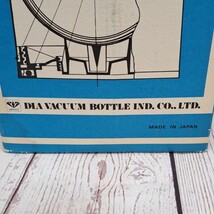 DIA VACUUM BOTTLE IND. CO., LTD.
MADE IN JAPAN